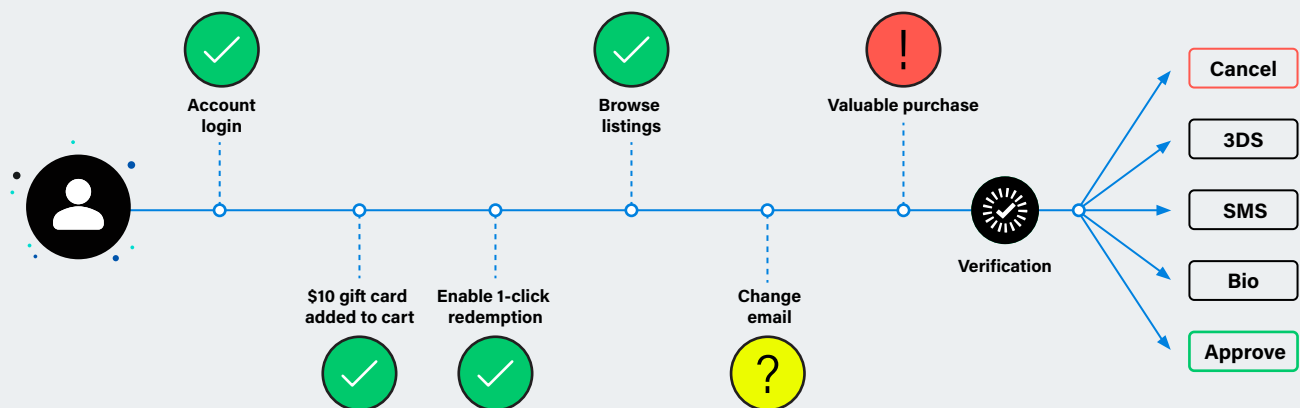 Account
login
$10 gift card
added to cart
Enable 1-click
redemption
Browse
listings
Change
email
?
!
Valuable purchase
Verification
Cancel
3DS
SMS
Bio
Approve